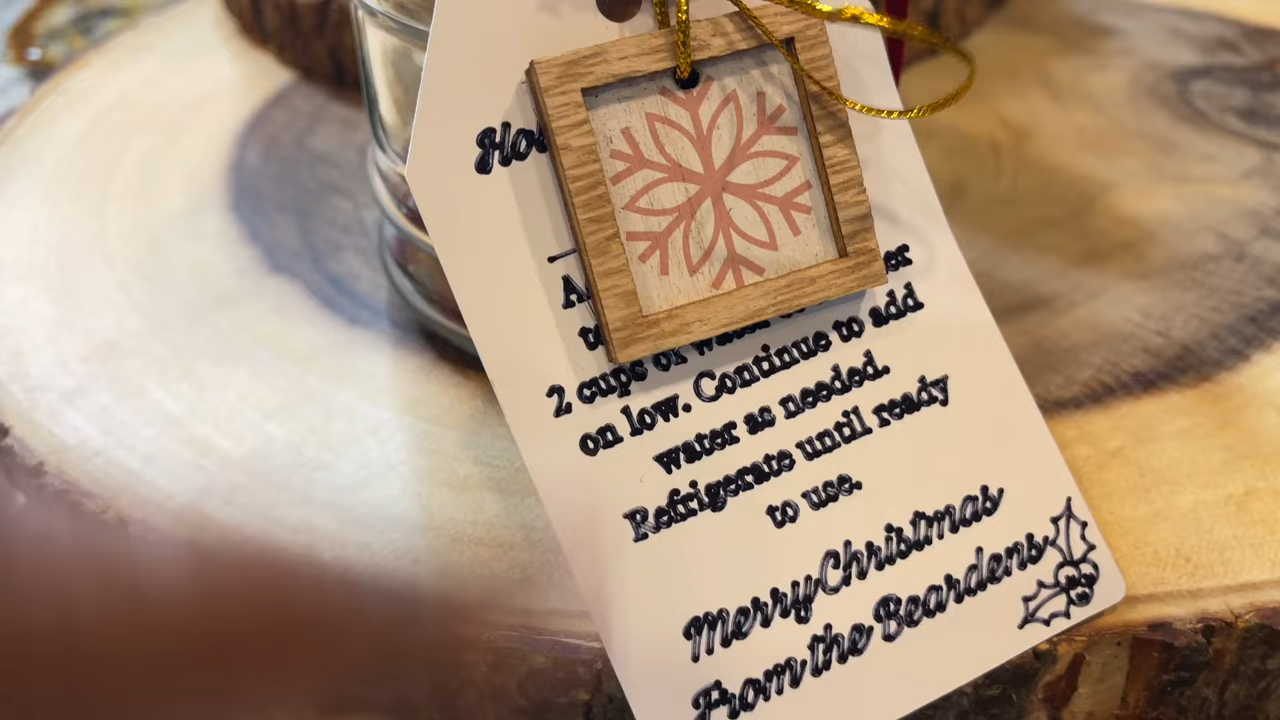 2 cups of water
on low. Continue to add
water as needed.
Refrigerate until ready
to use.
Merry Christmas
From the Beardens